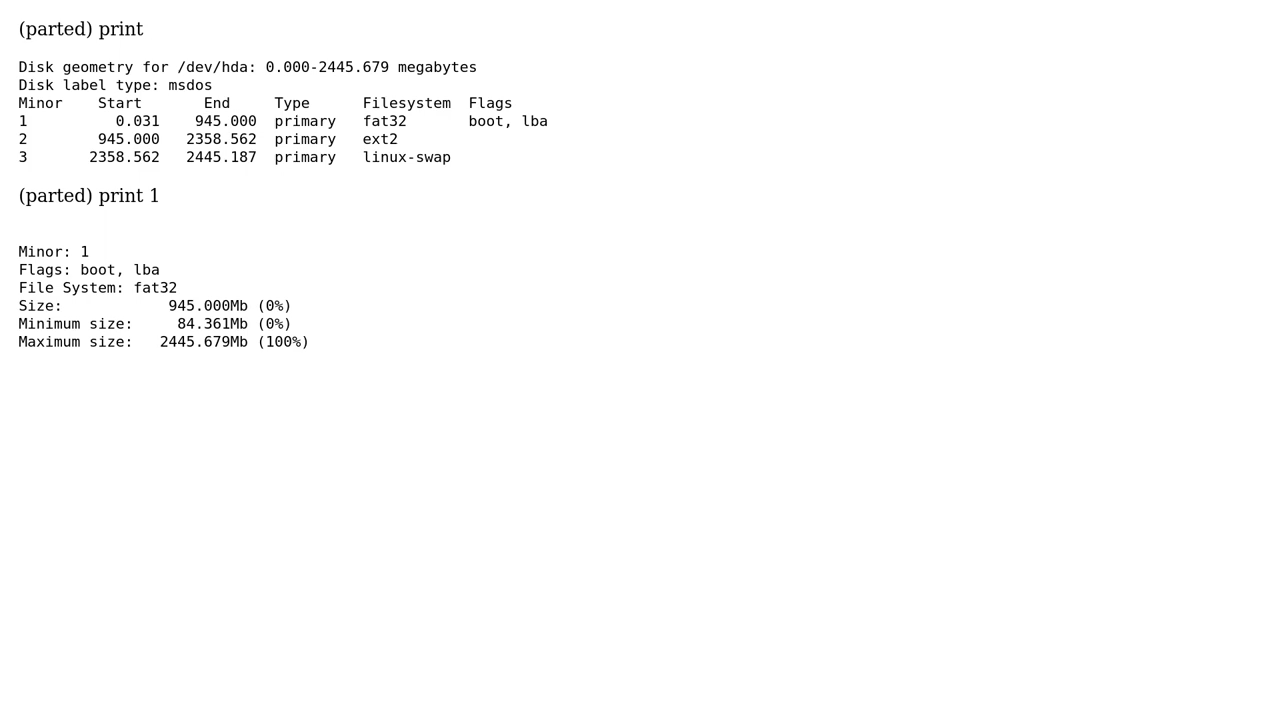 (parted) print
Disk geometry for /dev/hda: 0.000-2445.679 megabytes
Disk label type: msdos
Minor    Start       End     Type      Filesystem  Flags
1          0.031    945.000  primary   fat32       boot, lba
2        945.000   2358.562  primary   ext2
3       2358.562   2445.187  primary   linux-swap
(parted) print 1
Minor: 1
Flags: boot, lba
File System: fat32
Size:            945.000Mb (0%)
Minimum size:     84.361Mb (0%)
Maximum size:   2445.679Mb (100%)